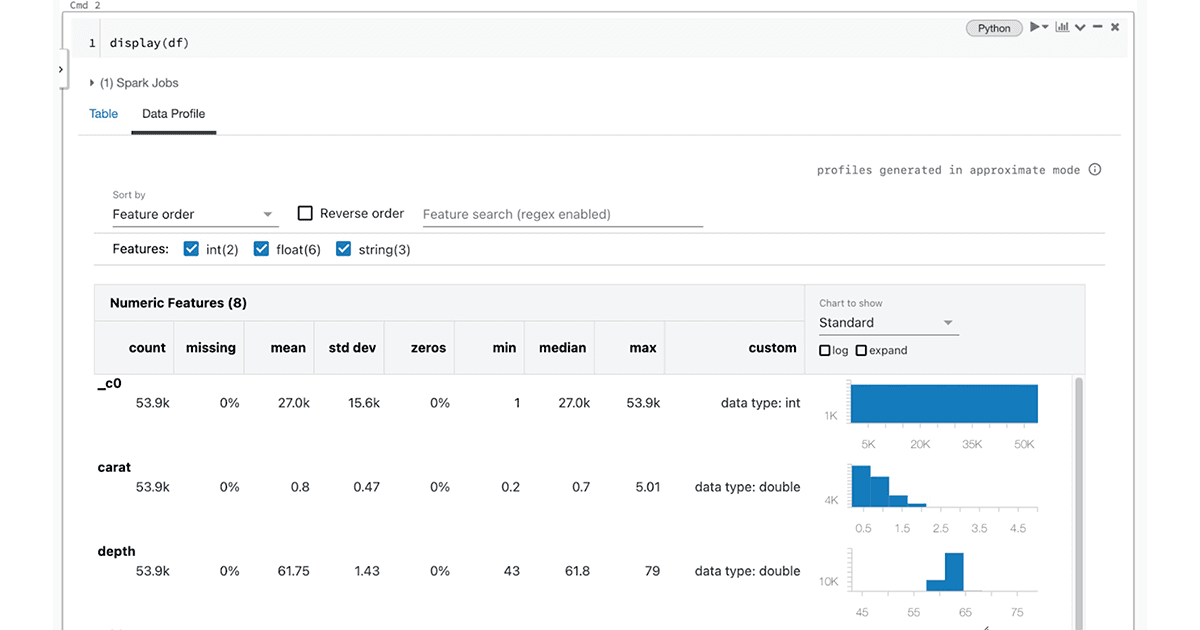 Cmd 2
Python
1 display(df)
(1) Spark Jobs
Table Data Profile
profiles generated in approximate mode
Sort by
Feature order Reverse order Feature search (regex enabled)
Features: int(2) float(6) string(3)
Numeric Features (8)
Chart to show
Standard
log expand
count missing mean std dev zeros min median max custom
_c0
53.9k 0% 27.0k 15.6k 0% 1 27.0k 53.9k data type: int
1K
5K 20K 35K 50K
carat
53.9k 0% 0.8 0.47 0% 0.2 0.7 5.01 data type: double
4K
0.5 1.5 2.5 3.5 4.5
depth
53.9k 0% 61.75 1.43 0% 43 61.8 79 data type: double
10K
45 55 65 75